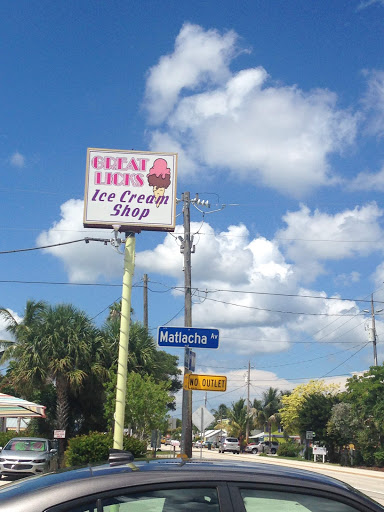 GREAT
LICKS
Ice Cream
Shop
Matlacha Av
NO OUTLET